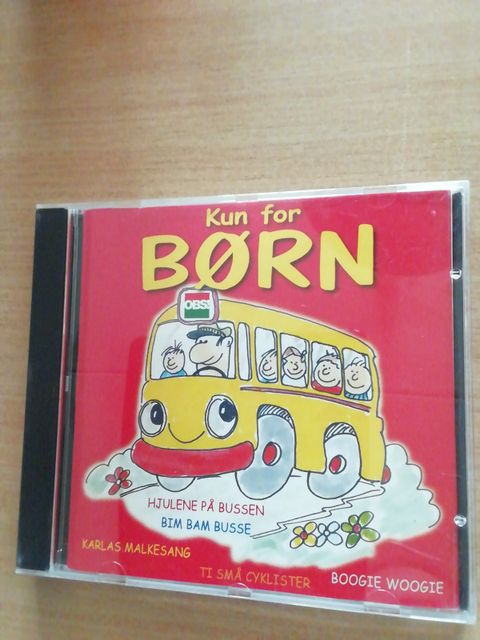 Kun for
BØRN
OBS!
HJULENE PÅ BUSSEN
BIM BAM BUSSE
KARLAS MALKESANG
TI SMÅ CYKLISTER
BOOGIE WOOGIE